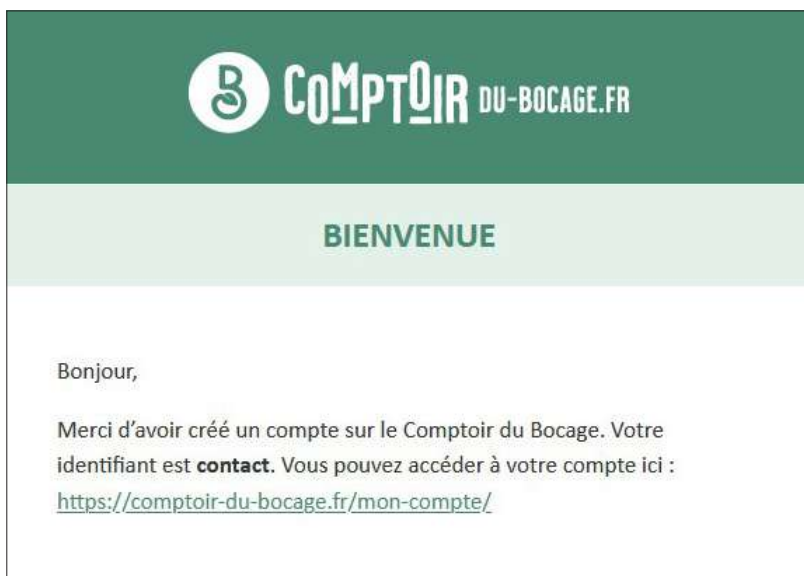 B COMPTOIR DU-BOCAGE.FR
BIENVENUE
Bonjour,
Merci d’avoir créé un compte sur le Comptoir du Bocage. Votre
identifiant est contact. Vous pouvez accéder à votre compte ici :
https://comptoir-du-bocage.fr/mon-compte/